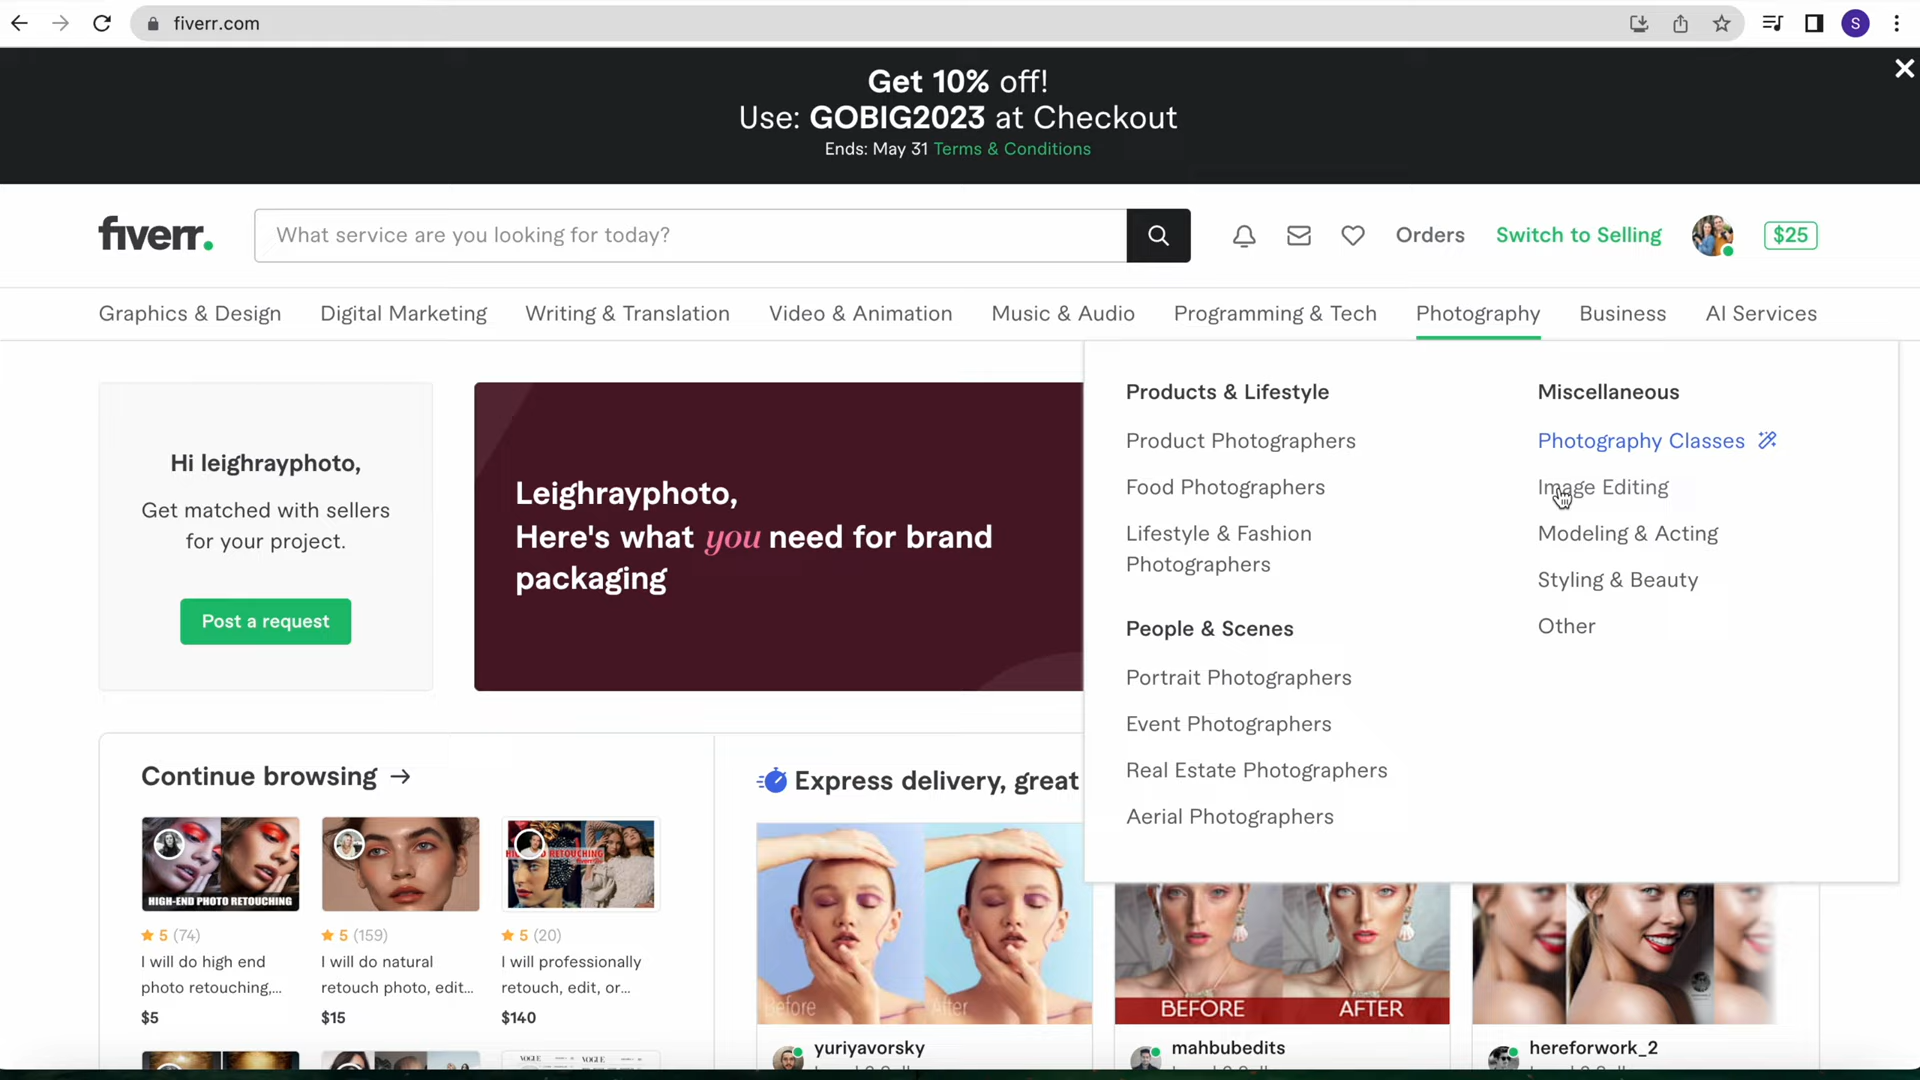 fiverr.com
S
Get 10% off!
Use: GOBIG2023 at Checkout
Ends: May 31 Terms & Conditions
fiverr.
What service are you looking for today?
Orders
Switch to Selling
$25
Graphics & Design
Digital Marketing
Writing & Translation
Video & Animation
Music & Audio
Programming & Tech
Photography
Business
AI Services
Hi leighrayphoto,
Get matched with sellers
for your project.
Post a request
Leighrayphoto,
Here's what you need for brand
packaging
Products & Lifestyle
Product Photographers
Food Photographers
Lifestyle & Fashion
Photographers
People & Scenes
Portrait Photographers
Event Photographers
Real Estate Photographers
Aerial Photographers
Miscellaneous
Photography Classes
Image Editing
Modeling & Acting
Styling & Beauty
Other
Continue browsing
HIGH-END PHOTO RETOUCHING
5 (74)
I will do high end
photo retouching,...
$5
5 (159)
I will do natural
retouch photo, edit...
$15
RETOUCHING
5 (20)
I will professionally
retouch, edit, or...
$140
VOGUE
VOGUE
Express delivery, great
Before
After
yuriyavorsky
BEFORE
AFTER
mahbubedits
hereforwork_2